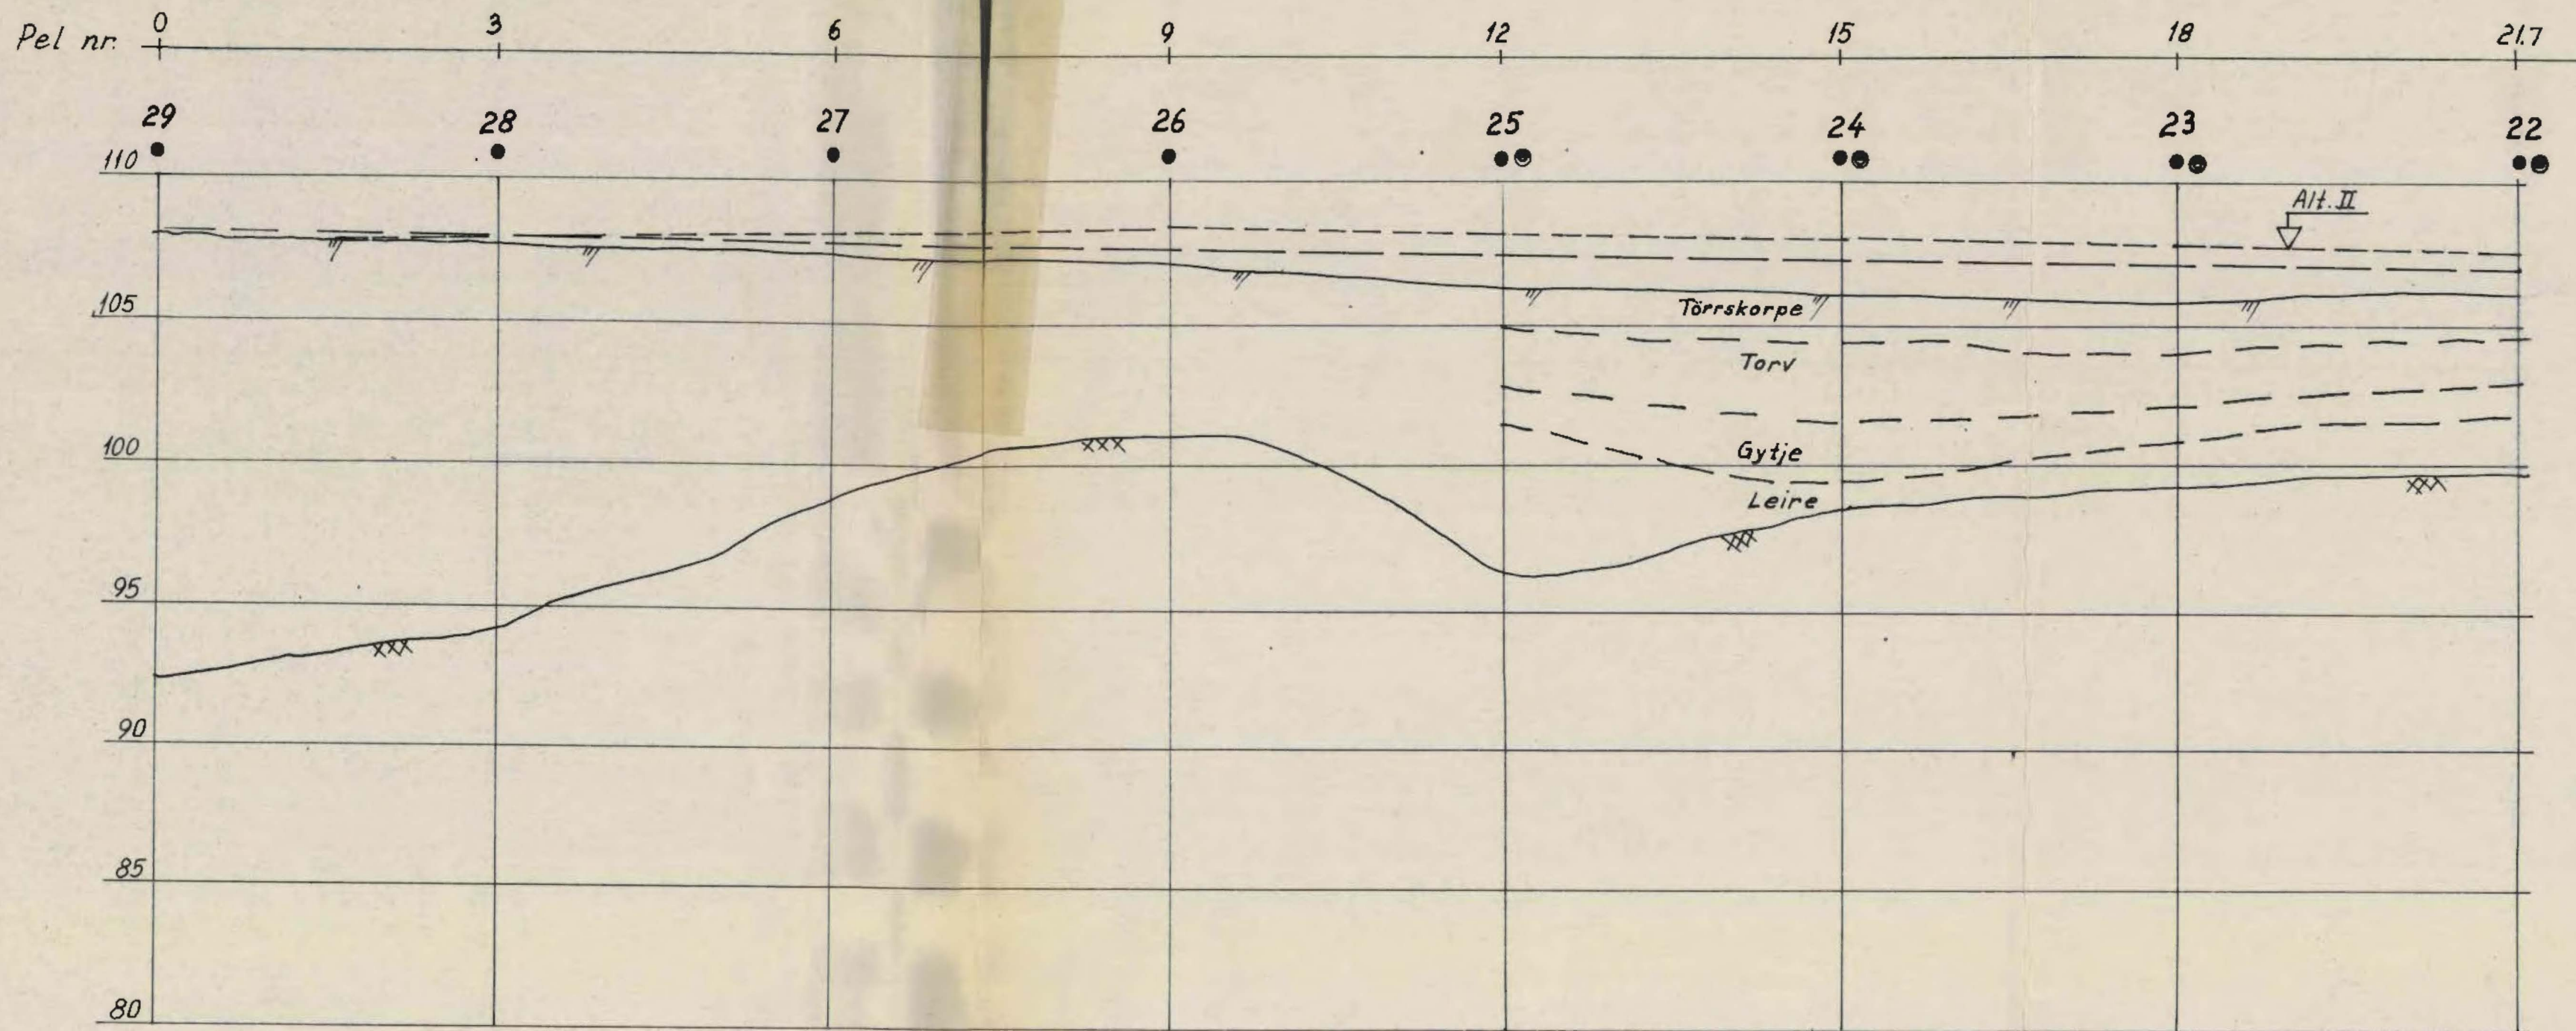 Pel nr. 0 3 6 9 12 15 18 21.7
29 28 27 26 25 24 23 22
110
Alt. II
105
Törrskorpe
Torv
100
Gytje
Leire
95
90
85
80